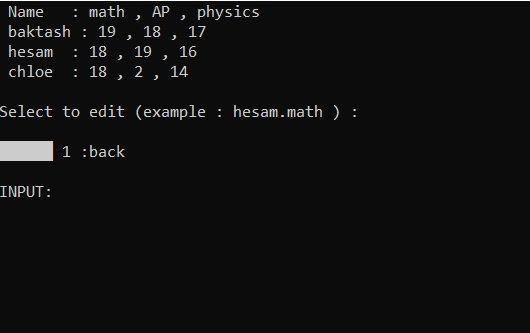 Name : math , AP , physics
baktash : 19 , 18 , 17
hesam : 18 , 19 , 16
chloe : 18 , 2 , 14
Select to edit (example : hesam.math ) :
1 :back
INPUT: